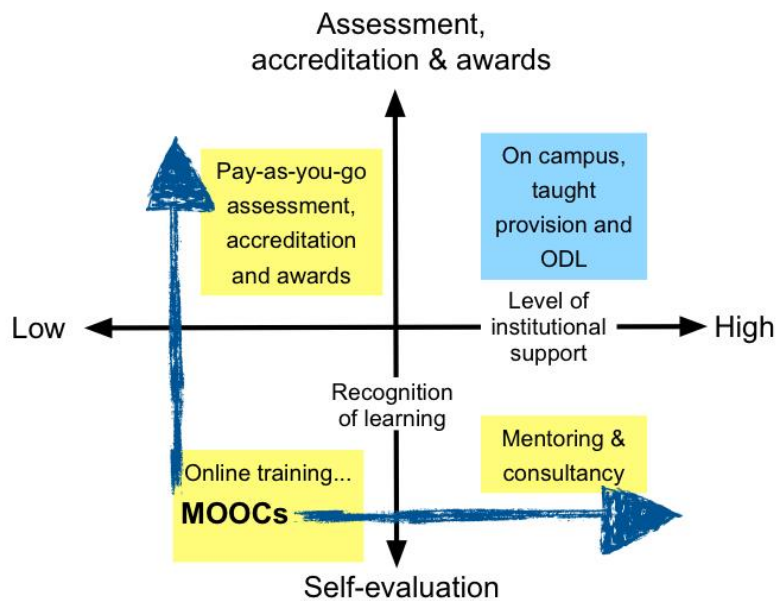 Assessment,
accreditation & awards
Pay-as-you-go
assessment,
accreditation
and awards
On campus,
taught
provision and
ODL
Low
Level of
institutional
support
High
Recognition
of learning
Mentoring &
consultancy
Online training...
MOOCs
Self-evaluation